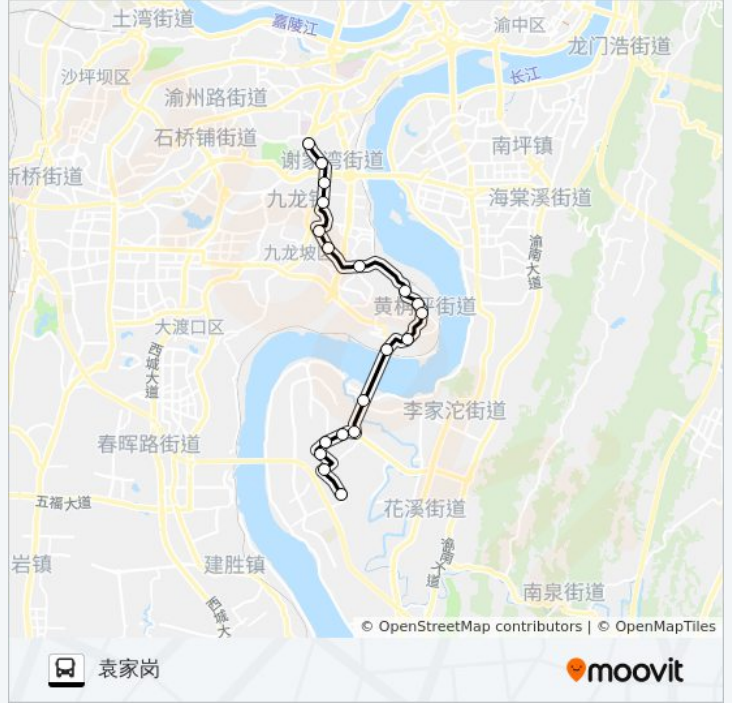 土湾街道
嘉陵江
渝中区
龙门浩街道
沙坪坝区
长江
渝州路街道
石桥铺街道
南坪镇
谢家湾街道
新桥街道
九龙镇
海棠溪街道
渝南大道
九龙坡区
黄桷坪街道
大渡口区
西城大道
李家沱街道
春晖路街道
五福大道
花溪街道
渝南大道
岩镇
建胜镇
南泉街道
西城大
© OpenStreetMap contributors | © OpenMapTiles
袁家岗
moovit